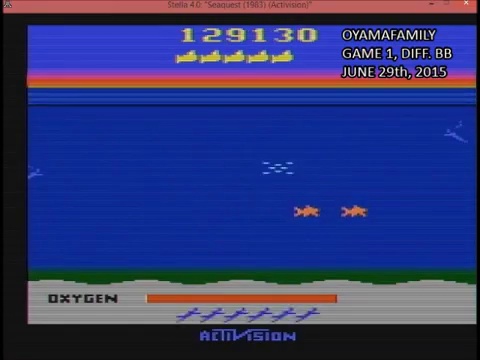 Stella 4.0: "Seaquest (1983) (Activision)"
129130
OYAMAFAMILY
GAME 1, DIFF. BB
JUNE 29th, 2015
OXYGEN
ACTIVISION